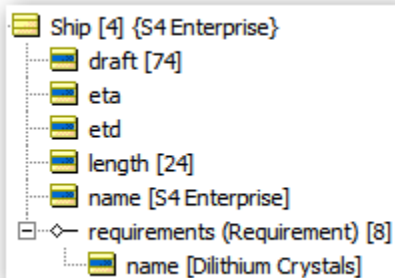 Ship [4] {S4 Enterprise}
draft [74]
eta
etd
length [24]
name [S4 Enterprise]
requirements (Requirement) [8]
name [Dilithium Crystals]